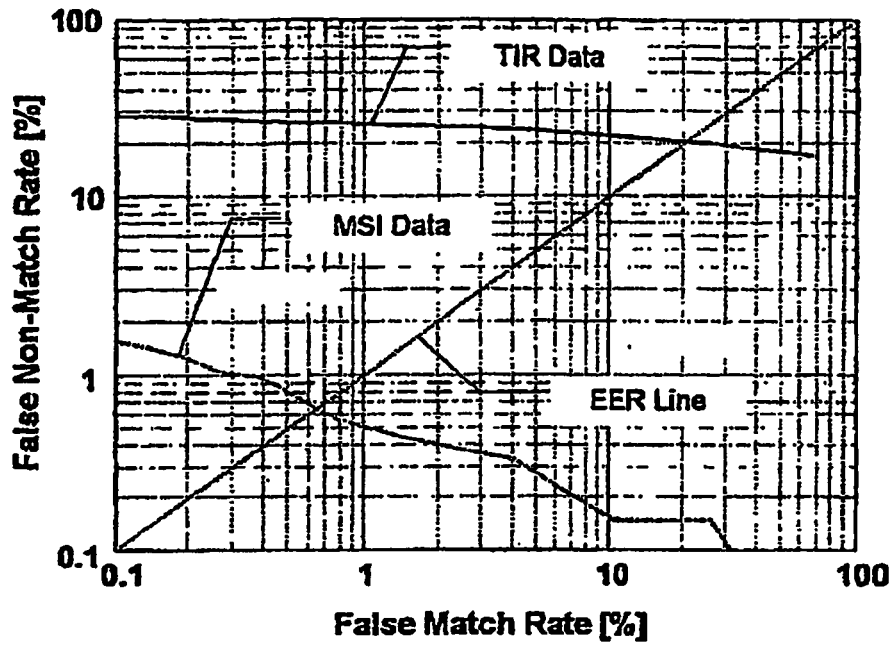 100
TIR Data
False Non-Match Rate [%]
10
MSI Data
1
EER Line
0.1
0.1
1
10
100
False Match Rate [%]